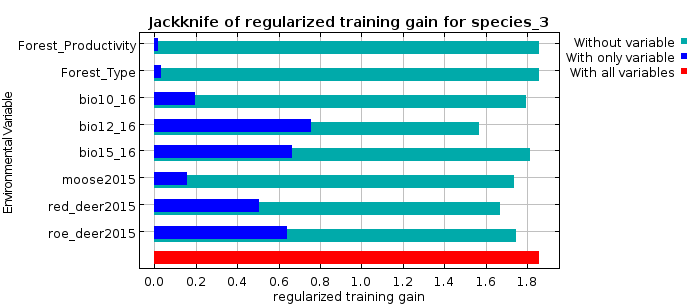 Jackknife of regularized training gain for species_3
Environmental Variable
Forest_Productivity
Forest_Type
bio10_16
bio12_16
bio15_16
moose2015
red_deer2015
roe_deer2015
Without variable
With only variable
With all variables
0.0 0.2 0.4 0.6 0.8 1.0 1.2 1.4 1.6 1.8
regularized training gain